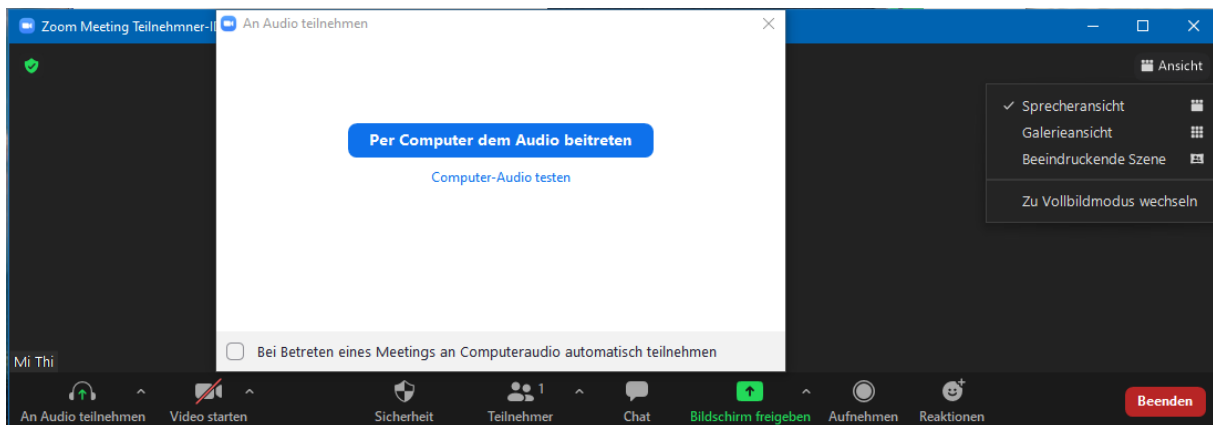 Zoom Meeting Teilnehmner-I
An Audio teilnehmen
Ansicht
Sprecheransicht
Galerieansicht
Beeindruckende Szene
Zu Vollbildmodus wechseln
Per Computer dem Audio beitreten
Computer-Audio testen
Bei Betreten eines Meetings an Computeraudio automatisch teilnehmen
Mi Thi
1
An Audio teilnehmen
Video starten
Sicherheit
Teilnehmer
Chat
Bildschirm freigeben
Aufnehmen
Reaktionen
Beenden